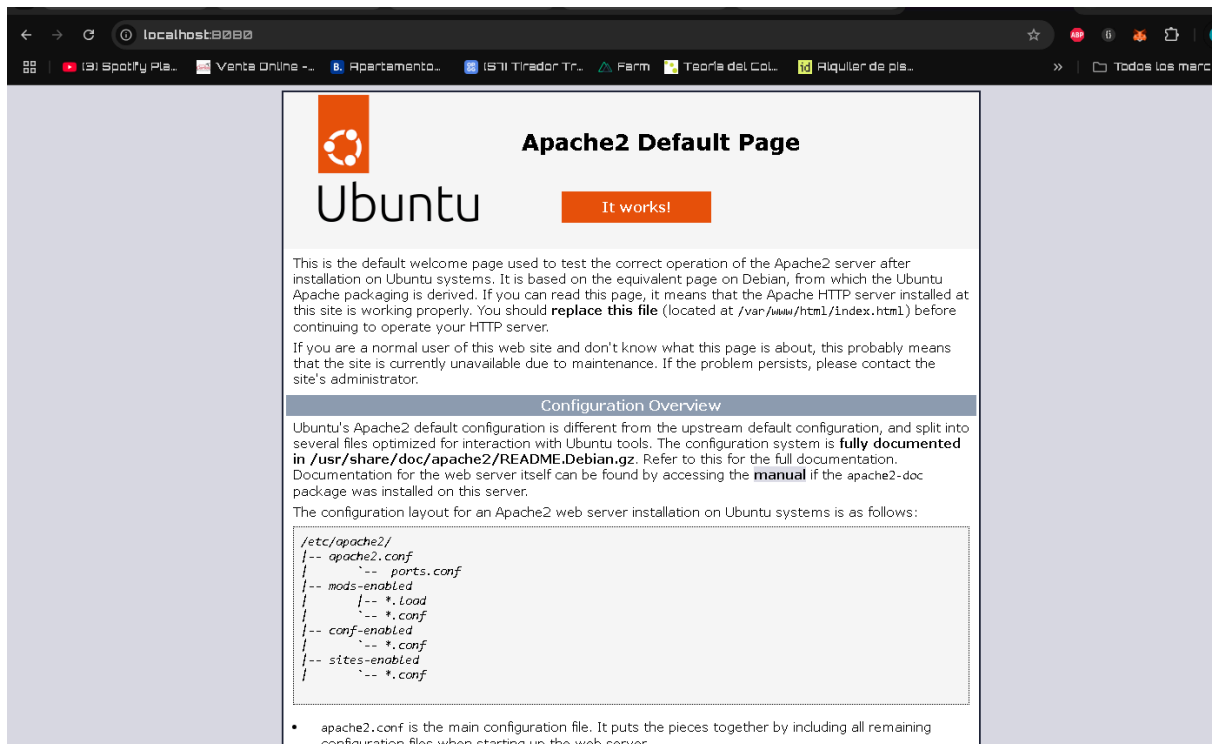 localhost:8080
(3) Spotify Pla...
Venta Online -...
Apartamento...
(571) Tirador Tr...
Farm
Teoría del Col...
Alquiler de pis...
»
Todos los marc
Apache2 Default Page
Ubuntu
It works!
This is the default welcome page used to test the correct operation of the Apache2 server after
installation on Ubuntu systems. It is based on the equivalent page on Debian, from which the Ubuntu
Apache packaging is derived. If you can read this page, it means that the Apache HTTP server installed at
this site is working properly. You should replace this file (located at /var/www/html/index.html) before
continuing to operate your HTTP server.
If you are a normal user of this web site and don't know what this page is about, this probably means
that the site is currently unavailable due to maintenance. If the problem persists, please contact the
site's administrator.
Configuration Overview
Ubuntu's Apache2 default configuration is different from the upstream default configuration, and split into
several files optimized for interaction with Ubuntu tools. The configuration system is fully documented
in /usr/share/doc/apache2/README.Debian.gz. Refer to this for the full documentation.
Documentation for the web server itself can be found by accessing the manual if the apache2-doc
package was installed on this server.
The configuration layout for an Apache2 web server installation on Ubuntu systems is as follows:
/etc/apache2/
|-- apache2.conf
|       `--  ports.conf
|-- mods-enabled
|       |-- *.load
|       `-- *.conf
|-- conf-enabled
|       `-- *.conf
|-- sites-enabled
|       `-- *.conf
• apache2.conf is the main configuration file. It puts the pieces together by including all remaining
configuration files when starting up the web server.